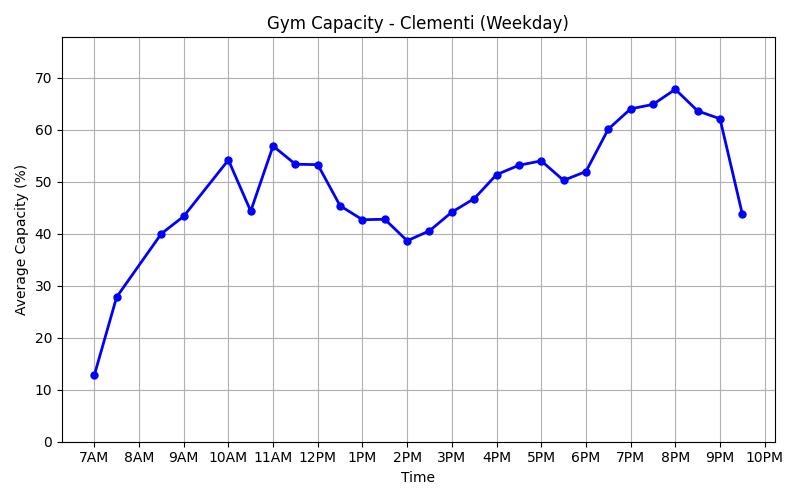 Gym Capacity - Clementi (Weekday)
Average Capacity (%)
70
60
50
40
30
20
10
0
7AM 8AM 9AM 10AM 11AM 12PM 1PM 2PM 3PM 4PM 5PM 6PM 7PM 8PM 9PM 10PM
Time